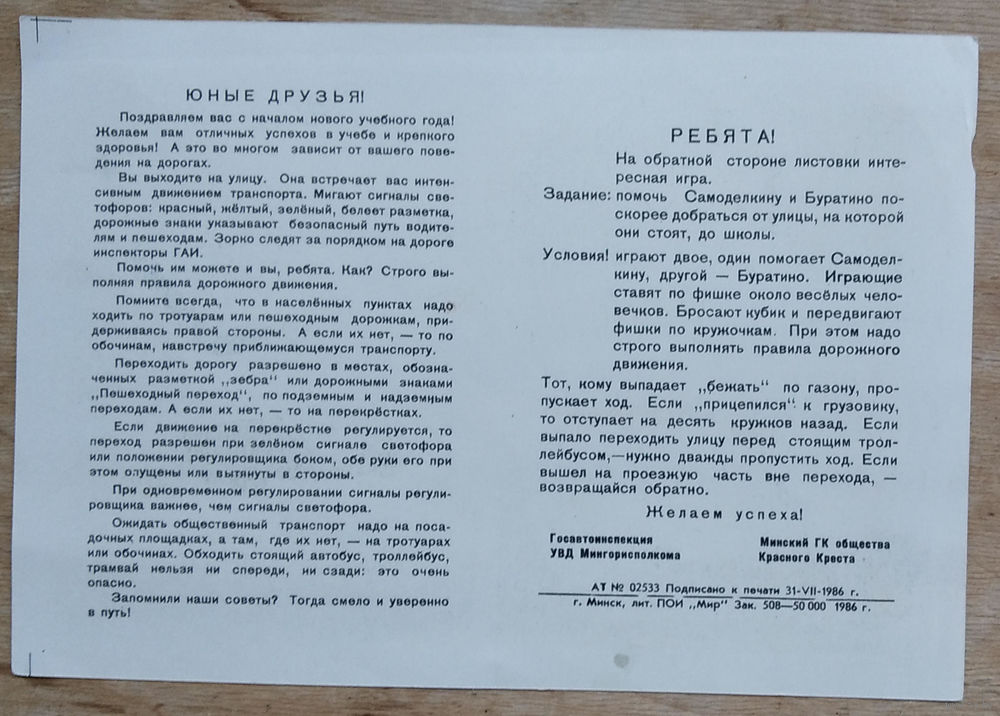 ЮНЫЕ ДРУЗЬЯ!
Поздравляем вас с началом нового учебного года!
Желаем вам отличных успехов в учебе и крепкого
здоровья! А это во многом зависит от вашего пове-
дения на дорогах.
Вы выходите на улицу. Она встречает вас интен-
сивным движением транспорта. Мигают сигналы све-
тофоров: красный, жёлтый, зелёный, белеет разметка,
дорожные знаки указывают безопасный путь водите-
лям и пешеходам. Зорко следят за порядком на дороге
инспекторы ГАИ.
Помочь им можете и вы, ребята. Как? Строго вы-
полняя правила дорожного движения.
Помните всегда, что в населённых пунктах надо
ходить по тротуарам или пешеходным дорожкам, при-
держиваясь правой стороны. А если их нет, — то по
обочинам, навстречу приближающемуся транспорту.
Переходить дорогу разрешено в местах, обозна-
ченных разметкой „зебра“ или дорожными знаками
„Пешеходный переход“, по подземным и надземным
переходам. А если их нет, — то на перекрёстках.
Если движение на перекрёстке регулируется, то
переход разрешен при зелёном сигнале светофора
или положении регулировщика боком, обе руки его при
этом опущены или вытянуты в стороны.
При одновременном регулировании сигналы регули-
ровщика важнее, чем сигналы светофора.
Ожидать общественный транспорт надо на поса-
дочных площадках, а там, где их нет, — на тротуарах
или обочинах. Обходить стоящий автобус, троллейбус,
трамвай нельзя ни спереди, ни сзади: это очень
опасно.
Запомнили наши советы? Тогда смело и уверенно
в путь!
РЕБЯТА!
На обратной стороне листовки инте-
ресная игра.
Задание: помочь Самоделкину и Буратино по-
скорее добраться от улицы, на которой
они стоят, до школы.
Условия! играют двое, один помогает Самодел-
кину, другой — Буратино. Играющие
ставят по фишке около весёлых чело-
вечков. Бросают кубик и передвигают
фишки по кружочкам. При этом надо
строго выполнять правила дорожного
движения.
Тот, кому выпадает „бежать“ по газону, про-
пускает ход. Если „прицепился“ к грузовику,
то отступает на десять кружков назад. Если
выпало переходить улицу перед стоящим трол-
лейбусом,—нужно дважды пропустить ход. Если
вышел на проезжую часть вне перехода, —
возвращайся обратно.
Желаем успеха!
Госавтоинспекция
УВД Мингорисполкома
Минский ГК общества
Красного Креста
АТ № 02533 Подписано к печати 31-VII-1986 г.
г. Минск, лит. ПОИ „Мир“ Зак. 508—50 000 1986 г.